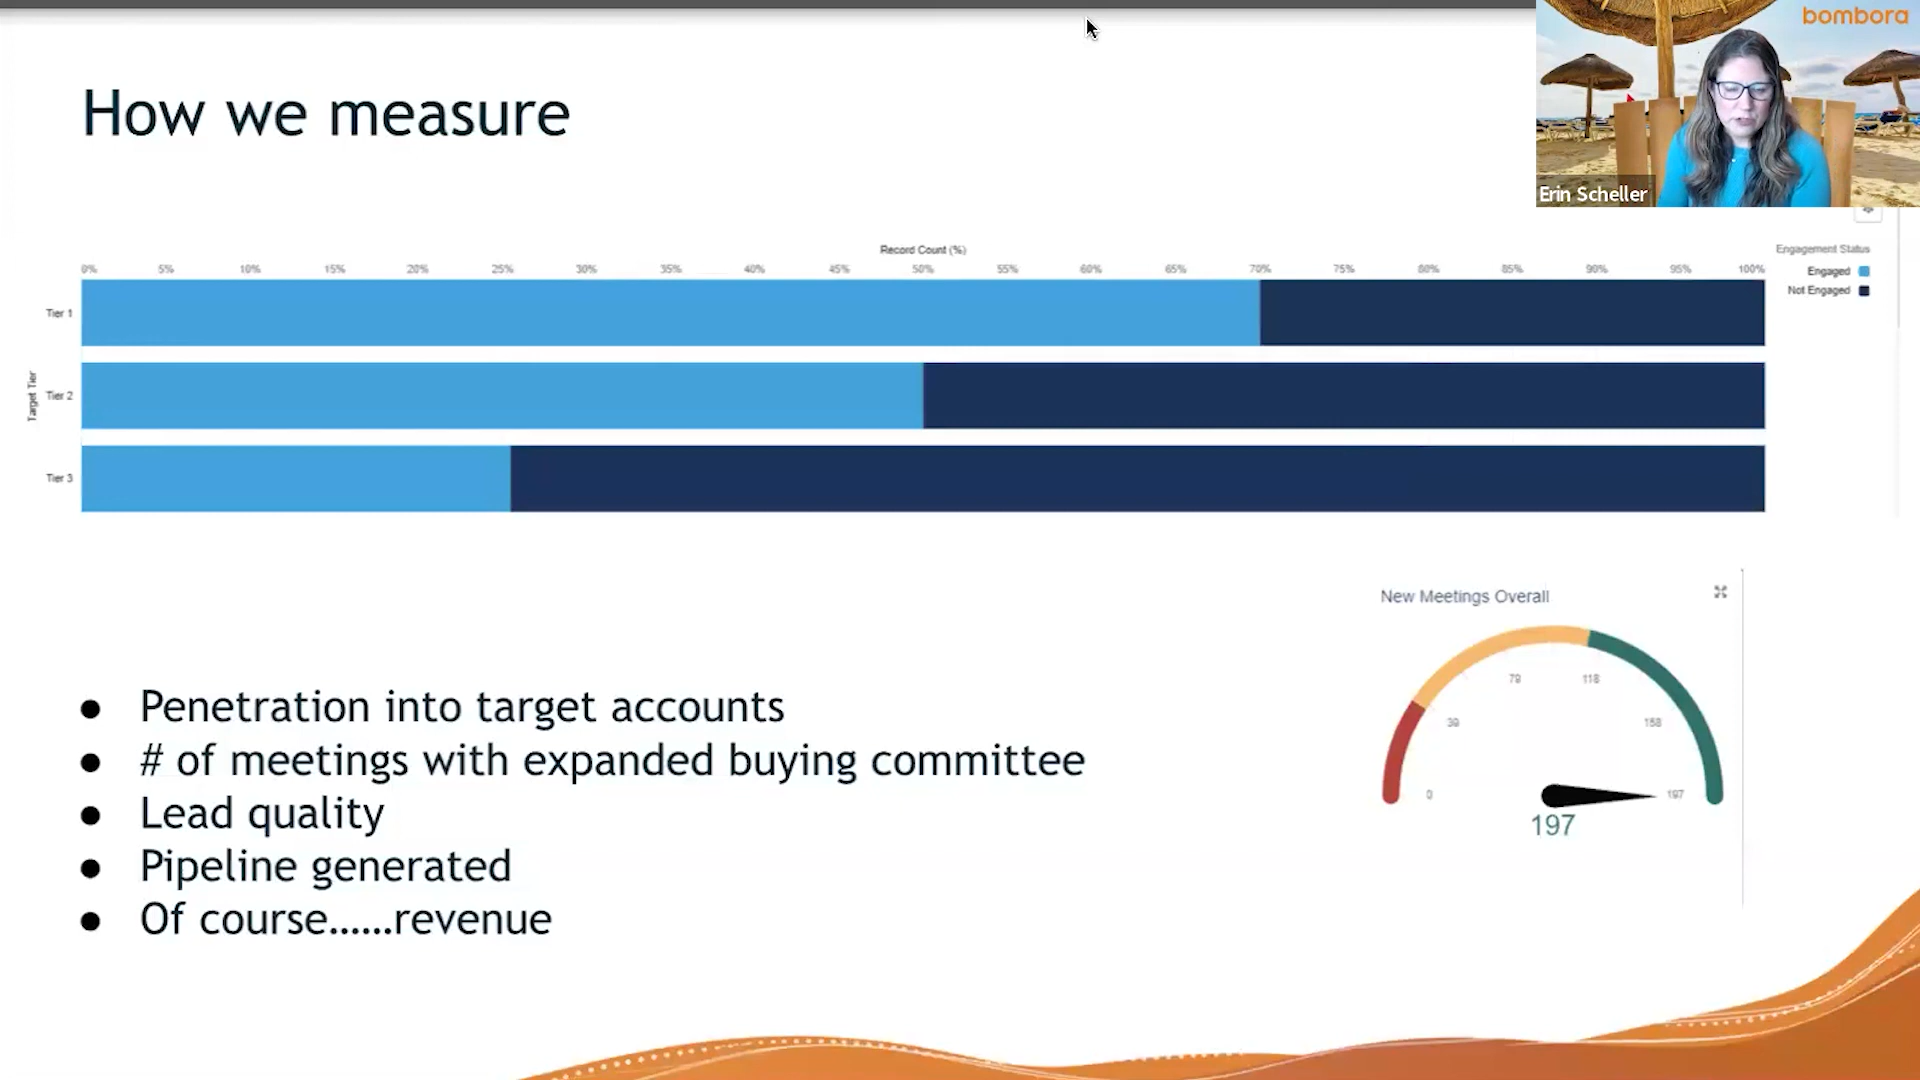 bombora
How we measure
Erin Scheller
Record Count (%)
0% 5% 10% 15% 20% 25% 30% 35% 40% 45% 50% 55% 60% 65% 70% 75% 80% 85% 90% 95% 100%
Engagement Status
Engaged
Not Engaged
Target Tier
Tier 1
Tier 2
Tier 3
New Meetings Overall
0 39 79 118 158 197
197
● Penetration into target accounts
● # of meetings with expanded buying committee
● Lead quality
● Pipeline generated
● Of course......revenue